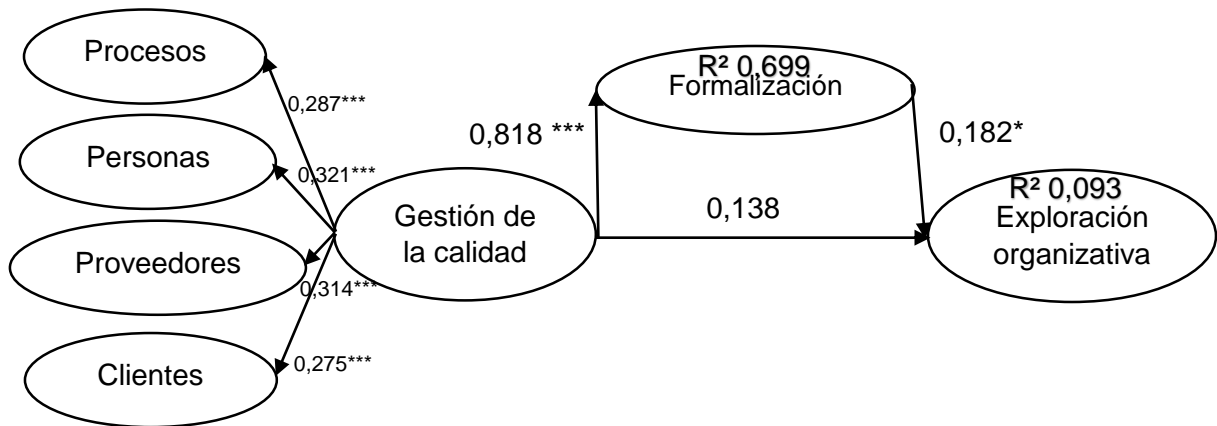 Procesos
0,287***
Personas
0,321***
Proveedores
0,314***
Clientes
0,275***
Gestión de
la calidad
0,818 ***
R² 0,699
Formalización
0,182*
0,138
R² 0,093
Exploración
organizativa